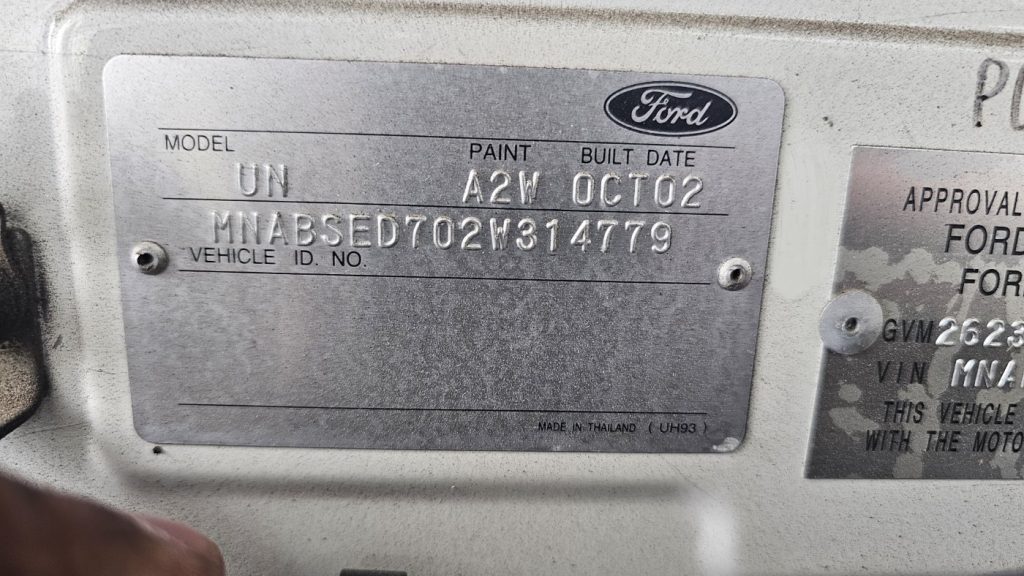 Ford
MODEL PAINT BUILT DATE
UN A2W OCT02
MNABSED702W314779
VEHICLE ID. NO.
MADE IN THAILAND (UH93)
APPROVAL
FORD
FOR
GVM 2623
VIN MNA
THIS VEHICLE
WITH THE MOTO